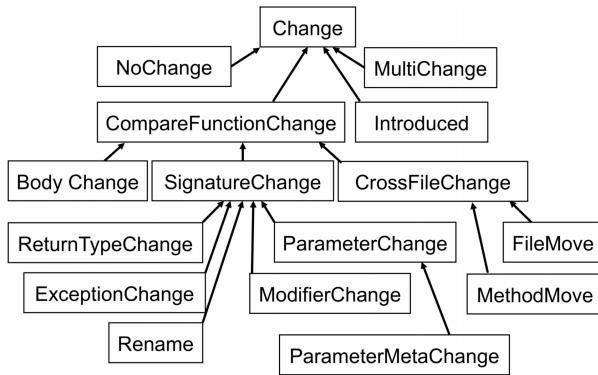 Change
NoChange
MultiChange
CompareFunctionChange
Introduced
Body Change
SignatureChange
CrossFileChange
ReturnTypeChange
ParameterChange
FileMove
ExceptionChange
ModifierChange
MethodMove
Rename
ParameterMetaChange